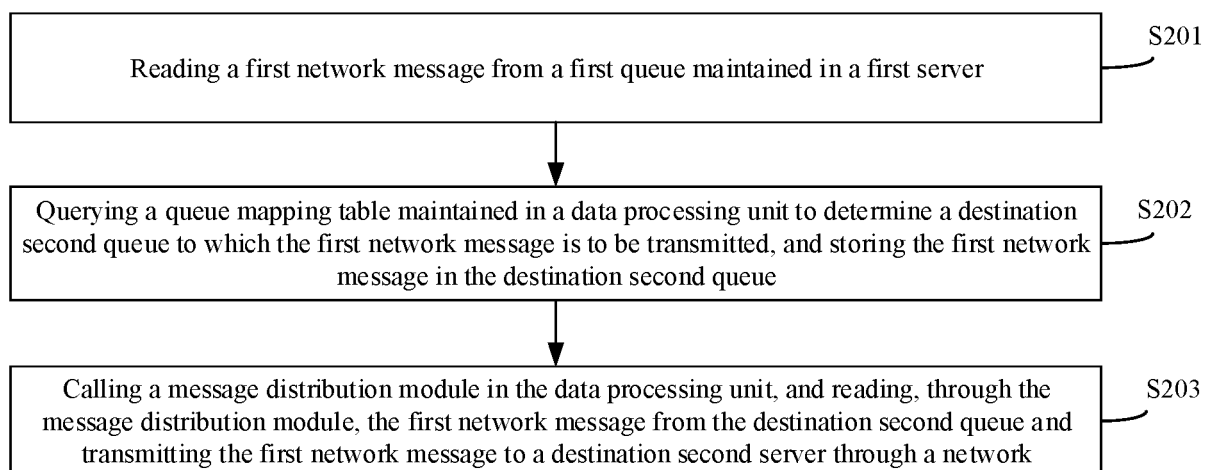 Reading a first network message from a first queue maintained in a first server
S201
Querying a queue mapping table maintained in a data processing unit to determine a destination
second queue to which the first network message is to be transmitted, and storing the first network
message in the destination second queue
S202
Calling a message distribution module in the data processing unit, and reading, through the
message distribution module, the first network message from the destination second queue and
transmitting the first network message to a destination second server through a network
S203